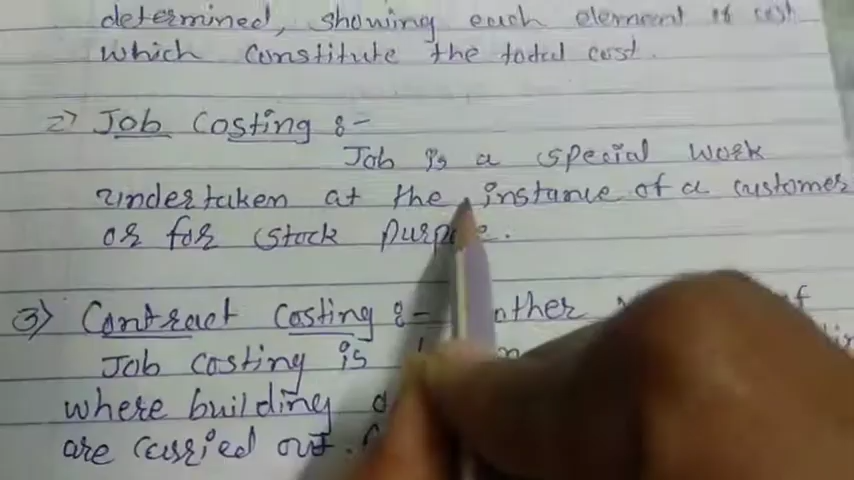 determined, showing each element of cost
which constitute the total cost.
2) Job Costing :-
Job is a special work
undertaken at the instance of a customer
or for stock purpose.
3) Contract Costing :- other
Job costing is
where building
are carried out.